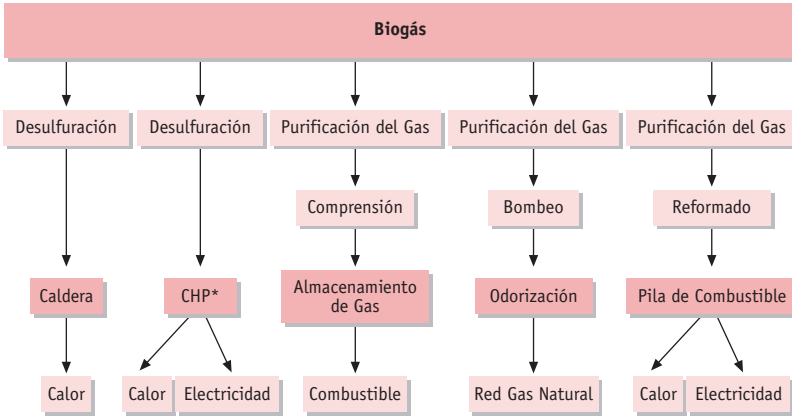 Biogás
Desulfuración
Desulfuración
Purificación del Gas
Purificación del Gas
Purificación del Gas
Comprensión
Bombeo
Reformado
Caldera
CHP*
Almacenamiento
de Gas
Odorización
Pila de Combustible
Calor
Calor
Electricidad
Combustible
Red Gas Natural
Calor
Electricidad